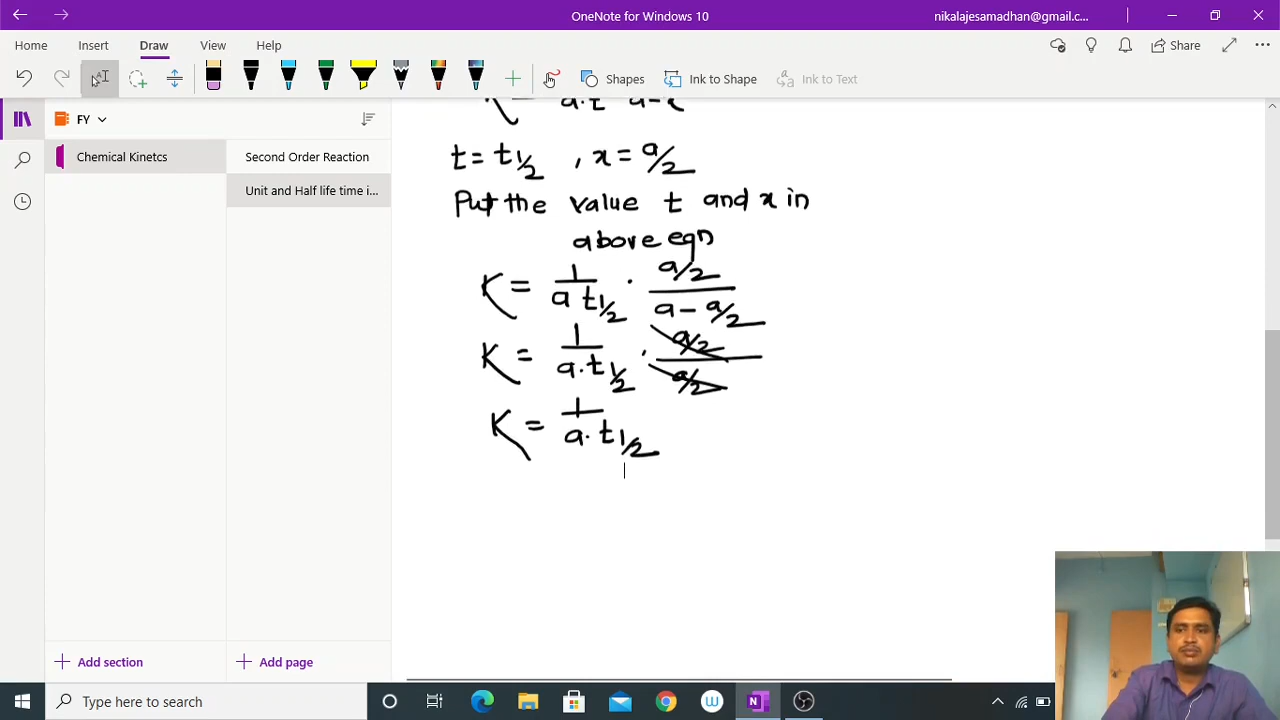 OneNote for Windows 10
nikalajesamadhan@gmail.c...
Home Insert Draw View Help
Share
Shapes Ink to Shape Ink to Text
FY
Chemical Kinetcs
Second Order Reaction
Unit and Half life time i...
t = t1/2 , x = a/2
Put the value t and x in
above eqn
K = 1/a t1/2 · a/2/a - a/2
K = 1/a. t1/2 · a/2/a/2
K = 1/a. t1/2
Add section
Add page
Type here to search